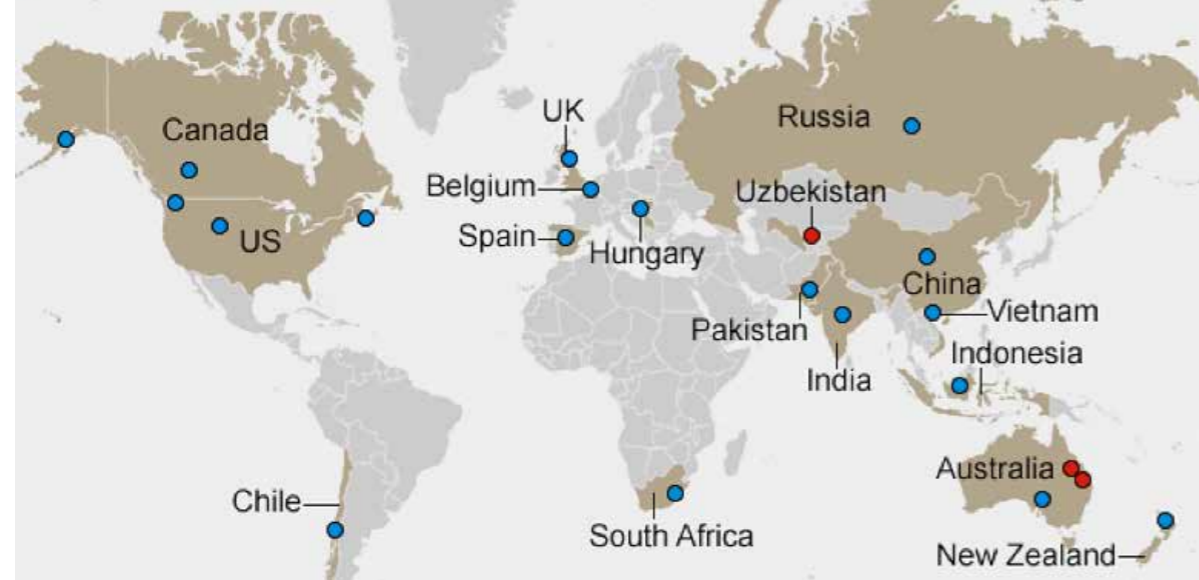 UK
Russia
Canada
Belgium
Uzbekistan
Spain
US
Hungary
China
Vietnam
Pakistan
Indonesia
India
Australia
Chile
South Africa
New Zealand